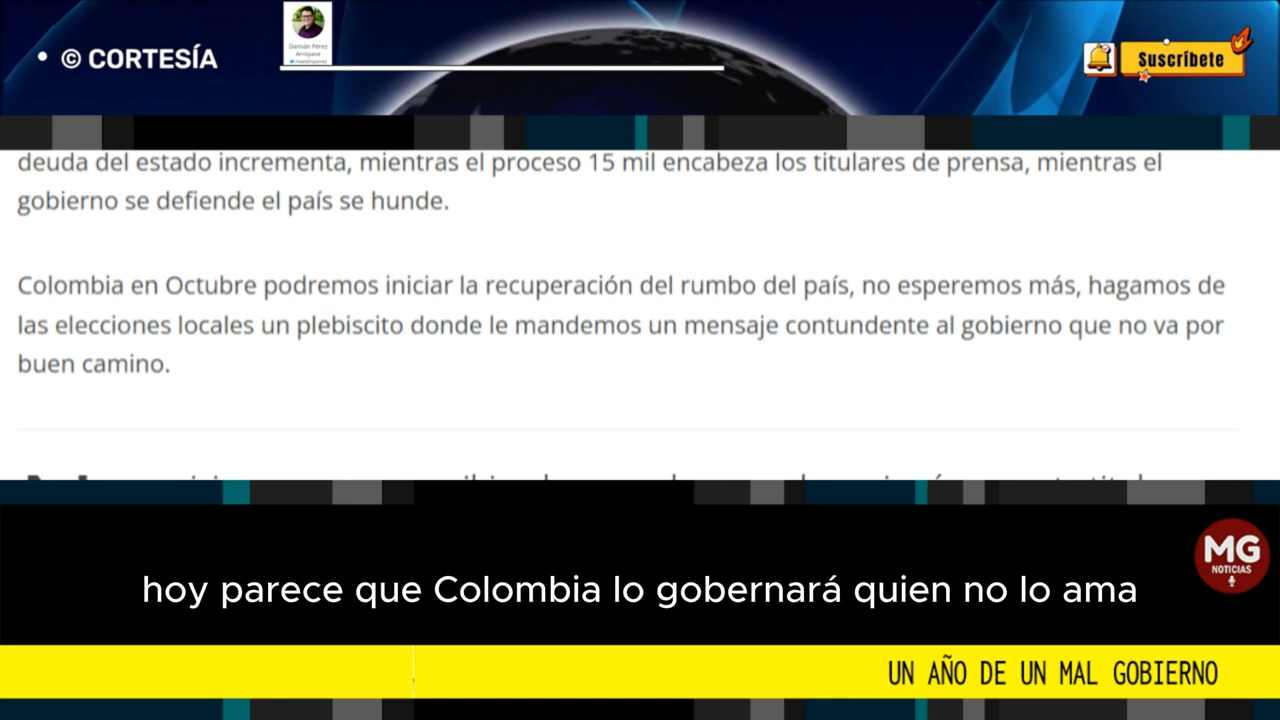 • © CORTESÍA
Damián Pérez
Arroyave
Suscríbete
deuda del estado incrementa, mientras el proceso 15 mil encabeza los titulares de prensa, mientras el
gobierno se defiende el país se hunde.
Colombia en Octubre podremos iniciar la recuperación del rumbo del país, no esperemos más, hagamos de
las elecciones locales un plebiscito donde le mandemos un mensaje contundente al gobierno que no va por
buen camino.
MG
NOTICIAS
hoy parece que Colombia lo gobernará quien no lo ama
UN AÑO DE UN MAL GOBIERNO